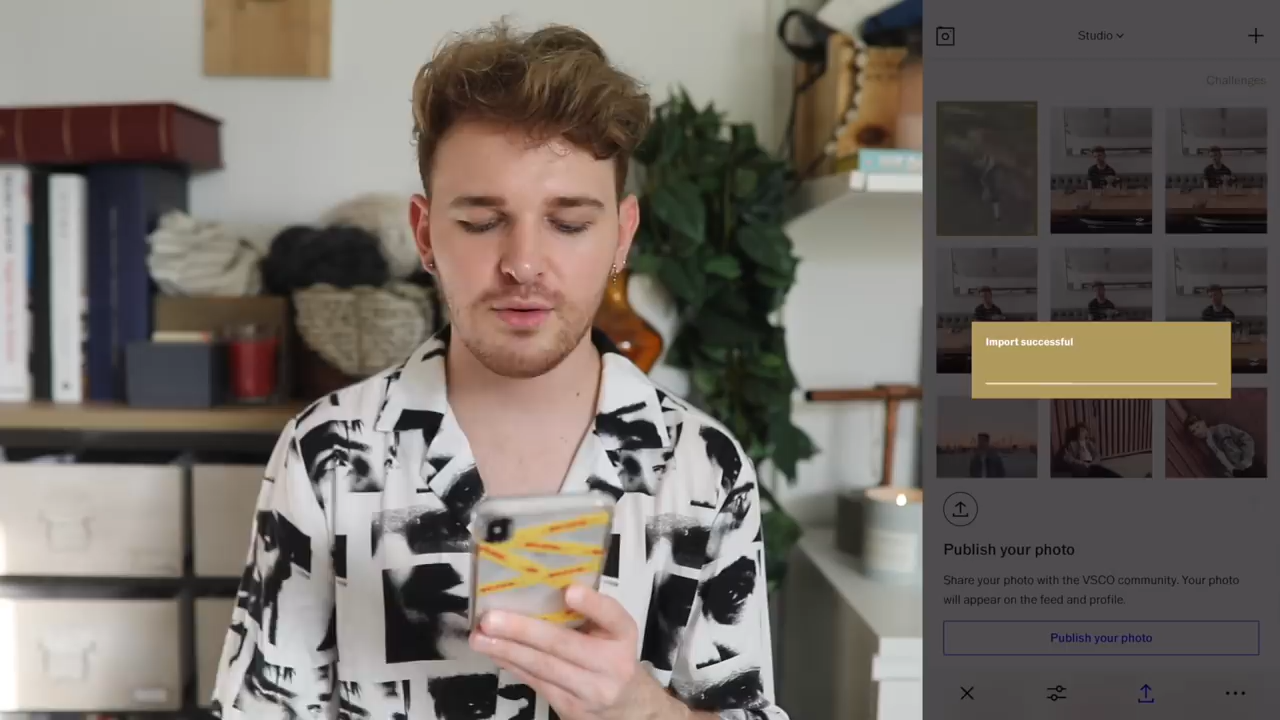 Studio
Challenges
Import successful
Publish your photo
Share your photo with the VSCO community. Your photo
will appear on the feed and profile.
Publish your photo